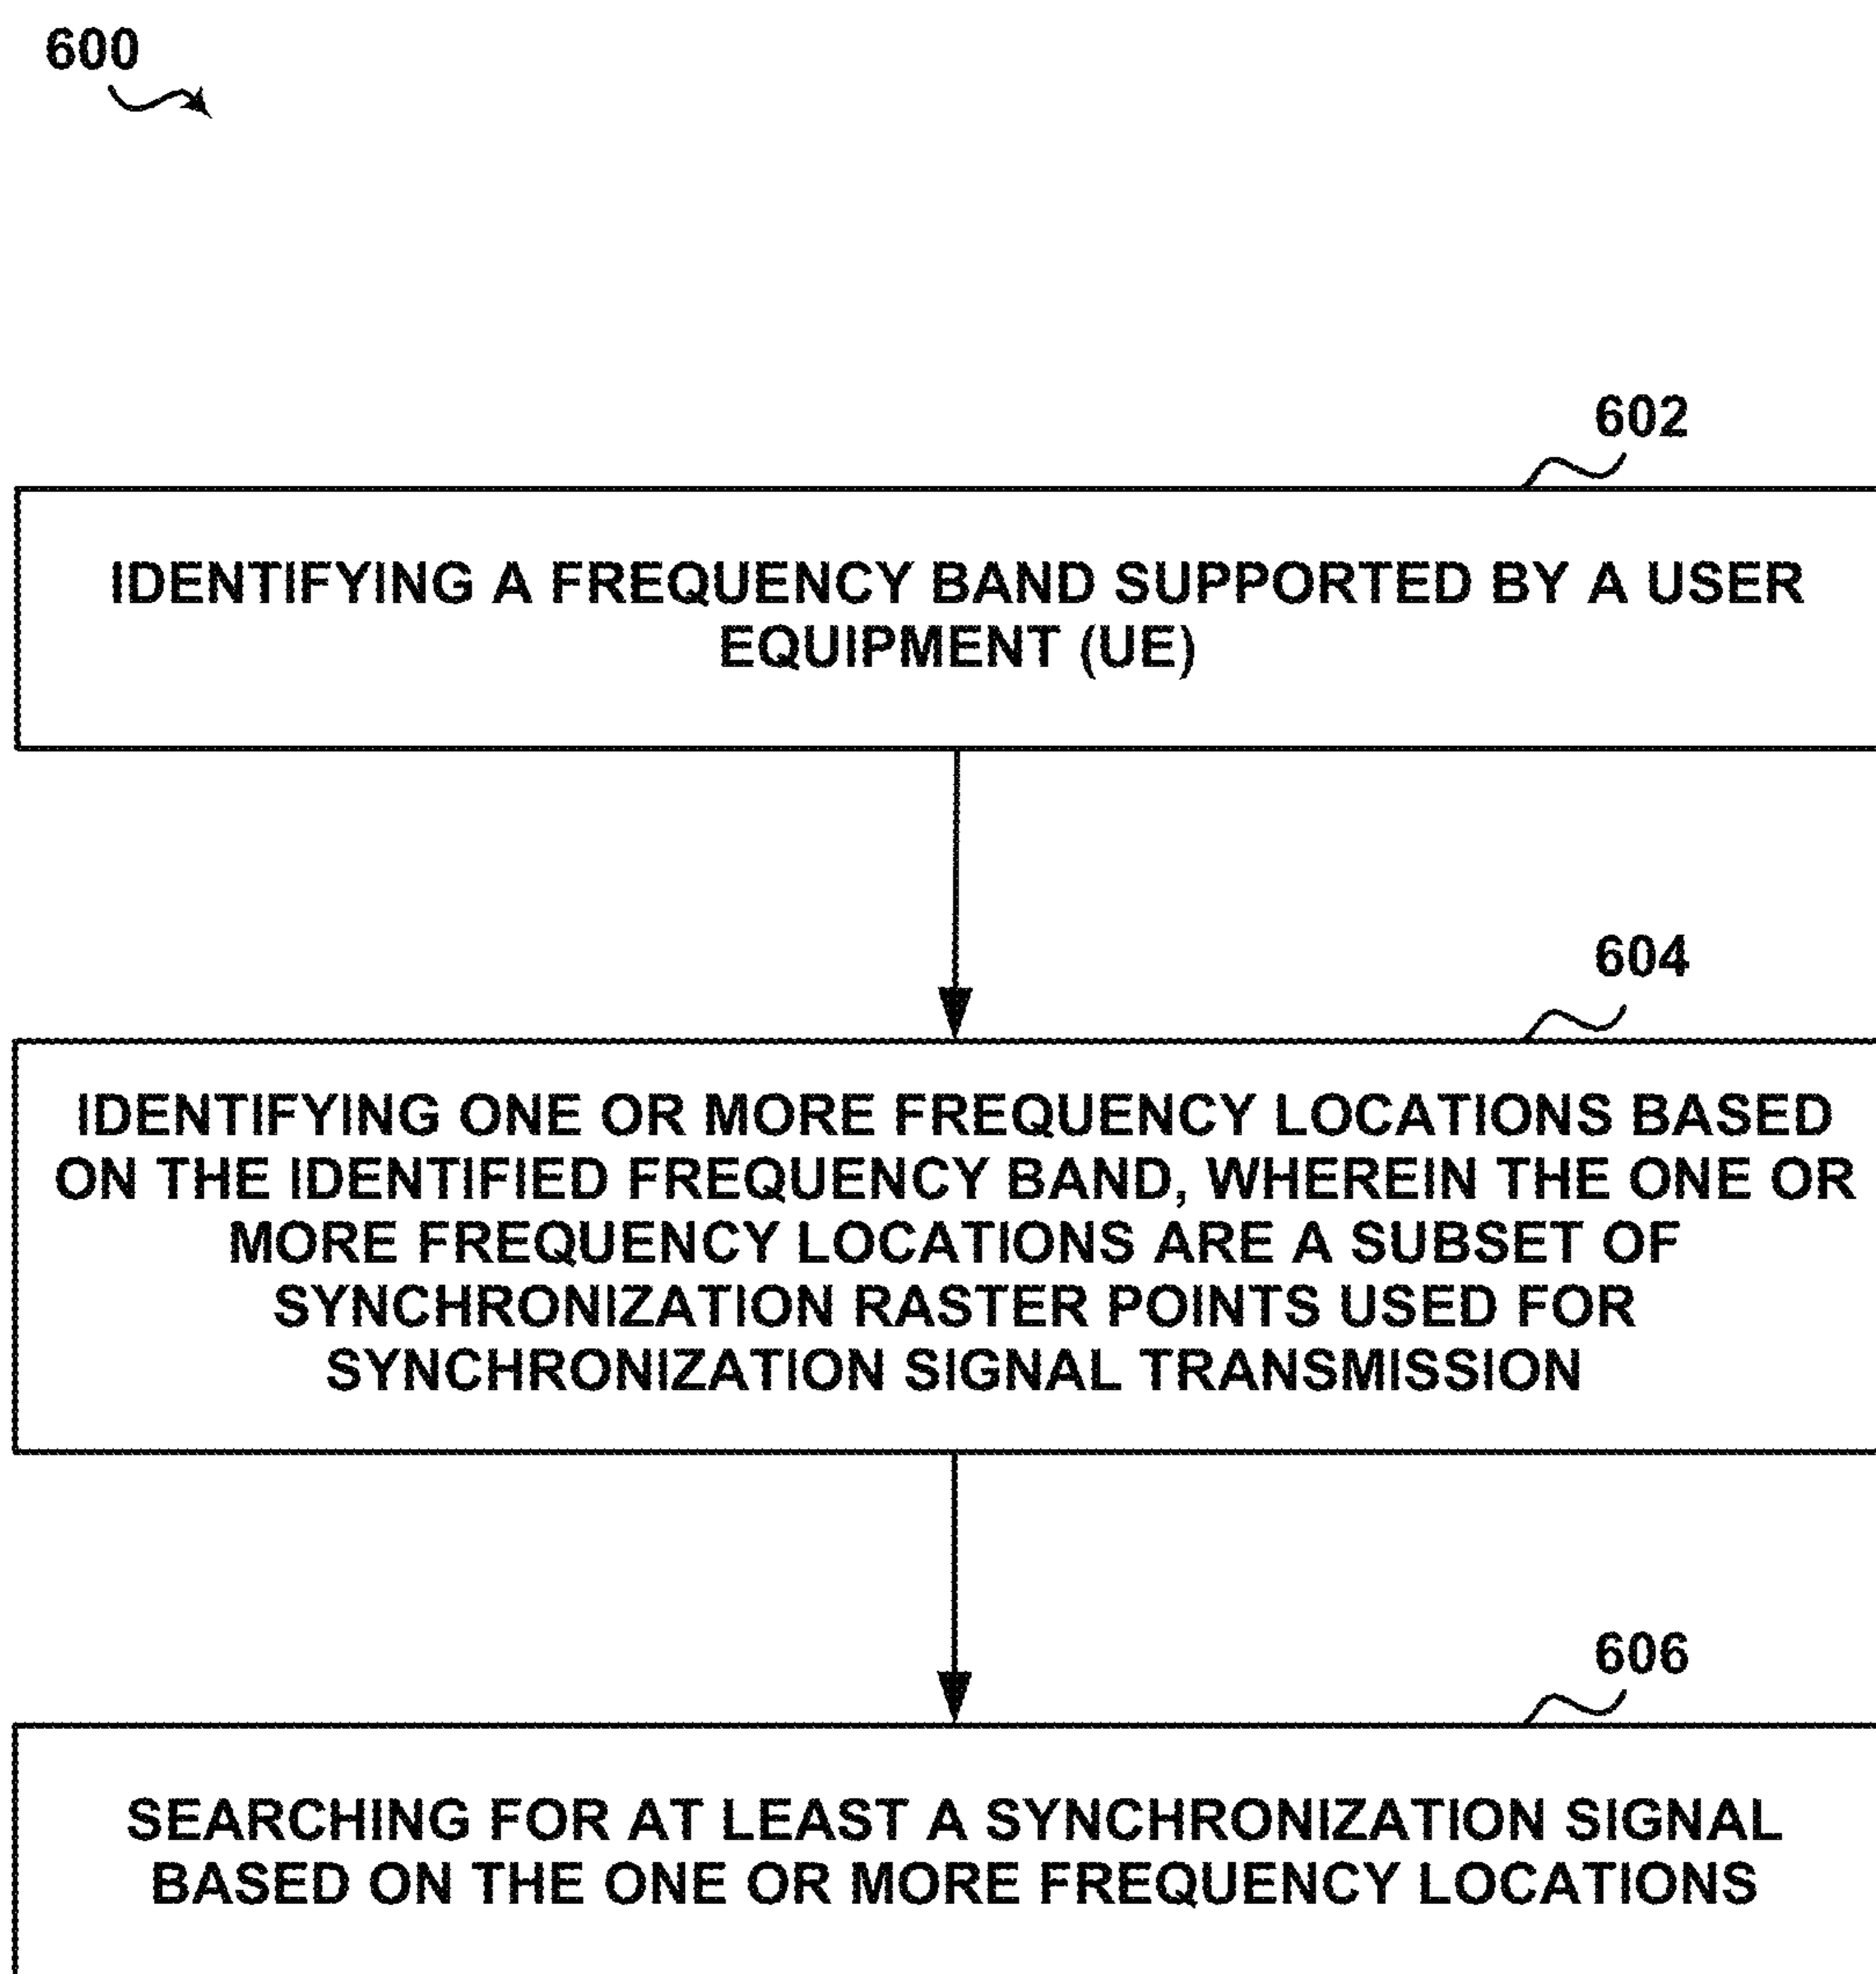 600
602
IDENTIFYING A FREQUENCY BAND SUPPORTED BY A USER
EQUIPMENT (UE)
604
IDENTIFYING ONE OR MORE FREQUENCY LOCATIONS BASED
ON THE IDENTIFIED FREQUENCY BAND, WHEREIN THE ONE OR
MORE FREQUENCY LOCATIONS ARE A SUBSET OF
SYNCHRONIZATION RASTER POINTS USED FOR
SYNCHRONIZATION SIGNAL TRANSMISSION
606
SEARCHING FOR AT LEAST A SYNCHRONIZATION SIGNAL
BASED ON THE ONE OR MORE FREQUENCY LOCATIONS